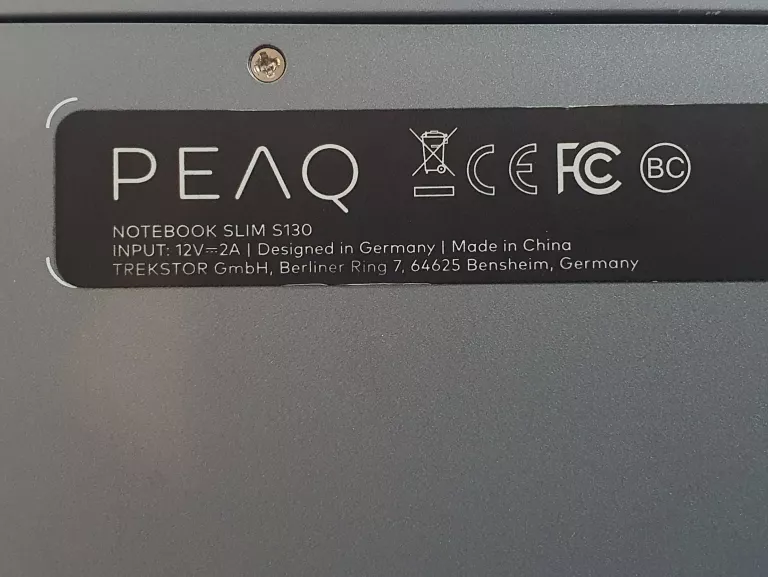 PEAQ CE FC BC
NOTEBOOK SLIM S130
INPUT: 12V⎓2A | Designed in Germany | Made in China
TREKSTOR GmbH, Berliner Ring 7, 64625 Bensheim, Germany